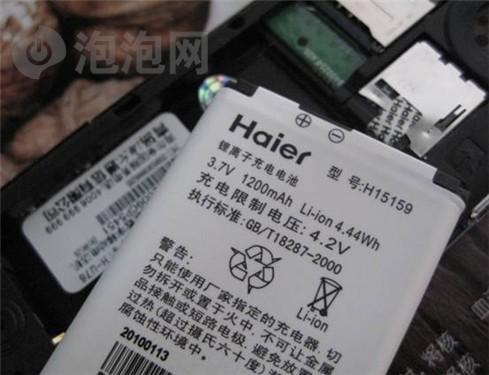 泡泡网
Haier
锂离子充电电池 型号:H15159
3.7V 1200mAh Li-ion 4.44Wh
充电限制电压: 4.2V
执行标准: GB/T18287-2000
警告:
只能使用厂家指定的充电器,切
勿拆开或置于火中,不可让金属
品接触或短路电极,避免
过热(超过摄氏六十度)
腐蚀性环境中。
Li-ion
20100113